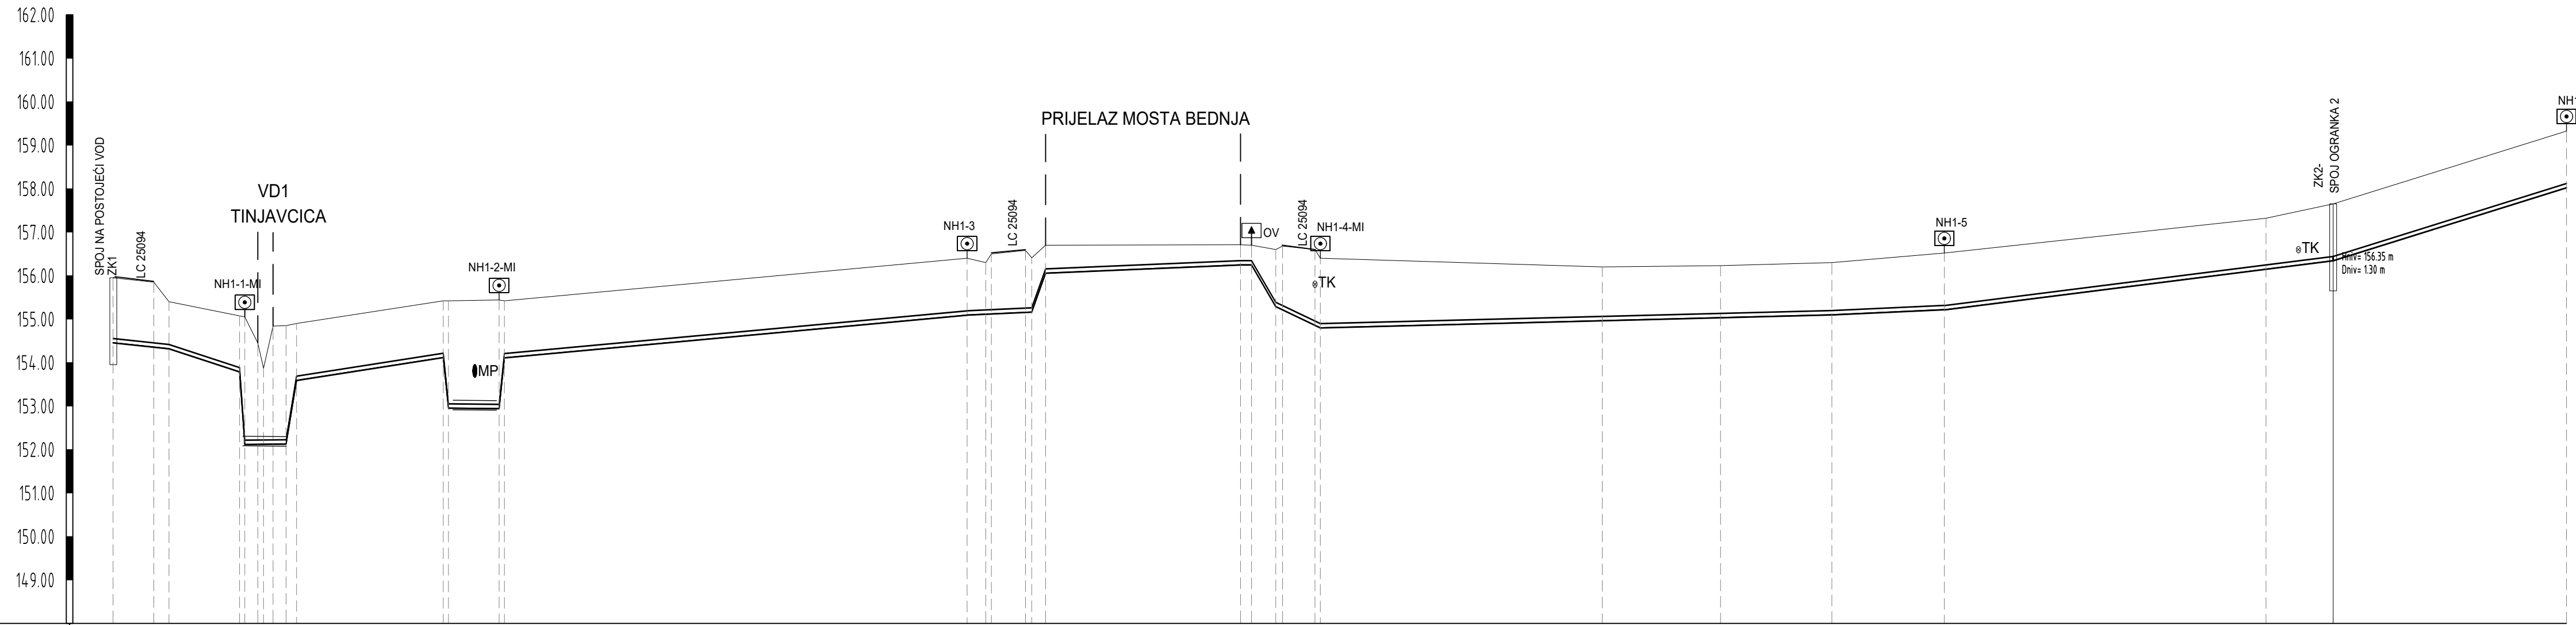 162.00
161.00
160.00
159.00
158.00
157.00
156.00
155.00
154.00
153.00
152.00
151.00
150.00
149.00
SPOJ NA POSTOJEĆI VOD
ZK1
LC 25094
NH1-1-MI
VD1
TINJAVCICA
NH1-2-MI
MP
NH1-3
LC 25094
PRIJELAZ MOSTA BEDNJA
OV
LC 25094
NH1-4-MI
TK
NH1-5
TK
ZK2-
SPOJ OGRANKA 2
Hniv= 156.35 m
Dniv= 1.30 m